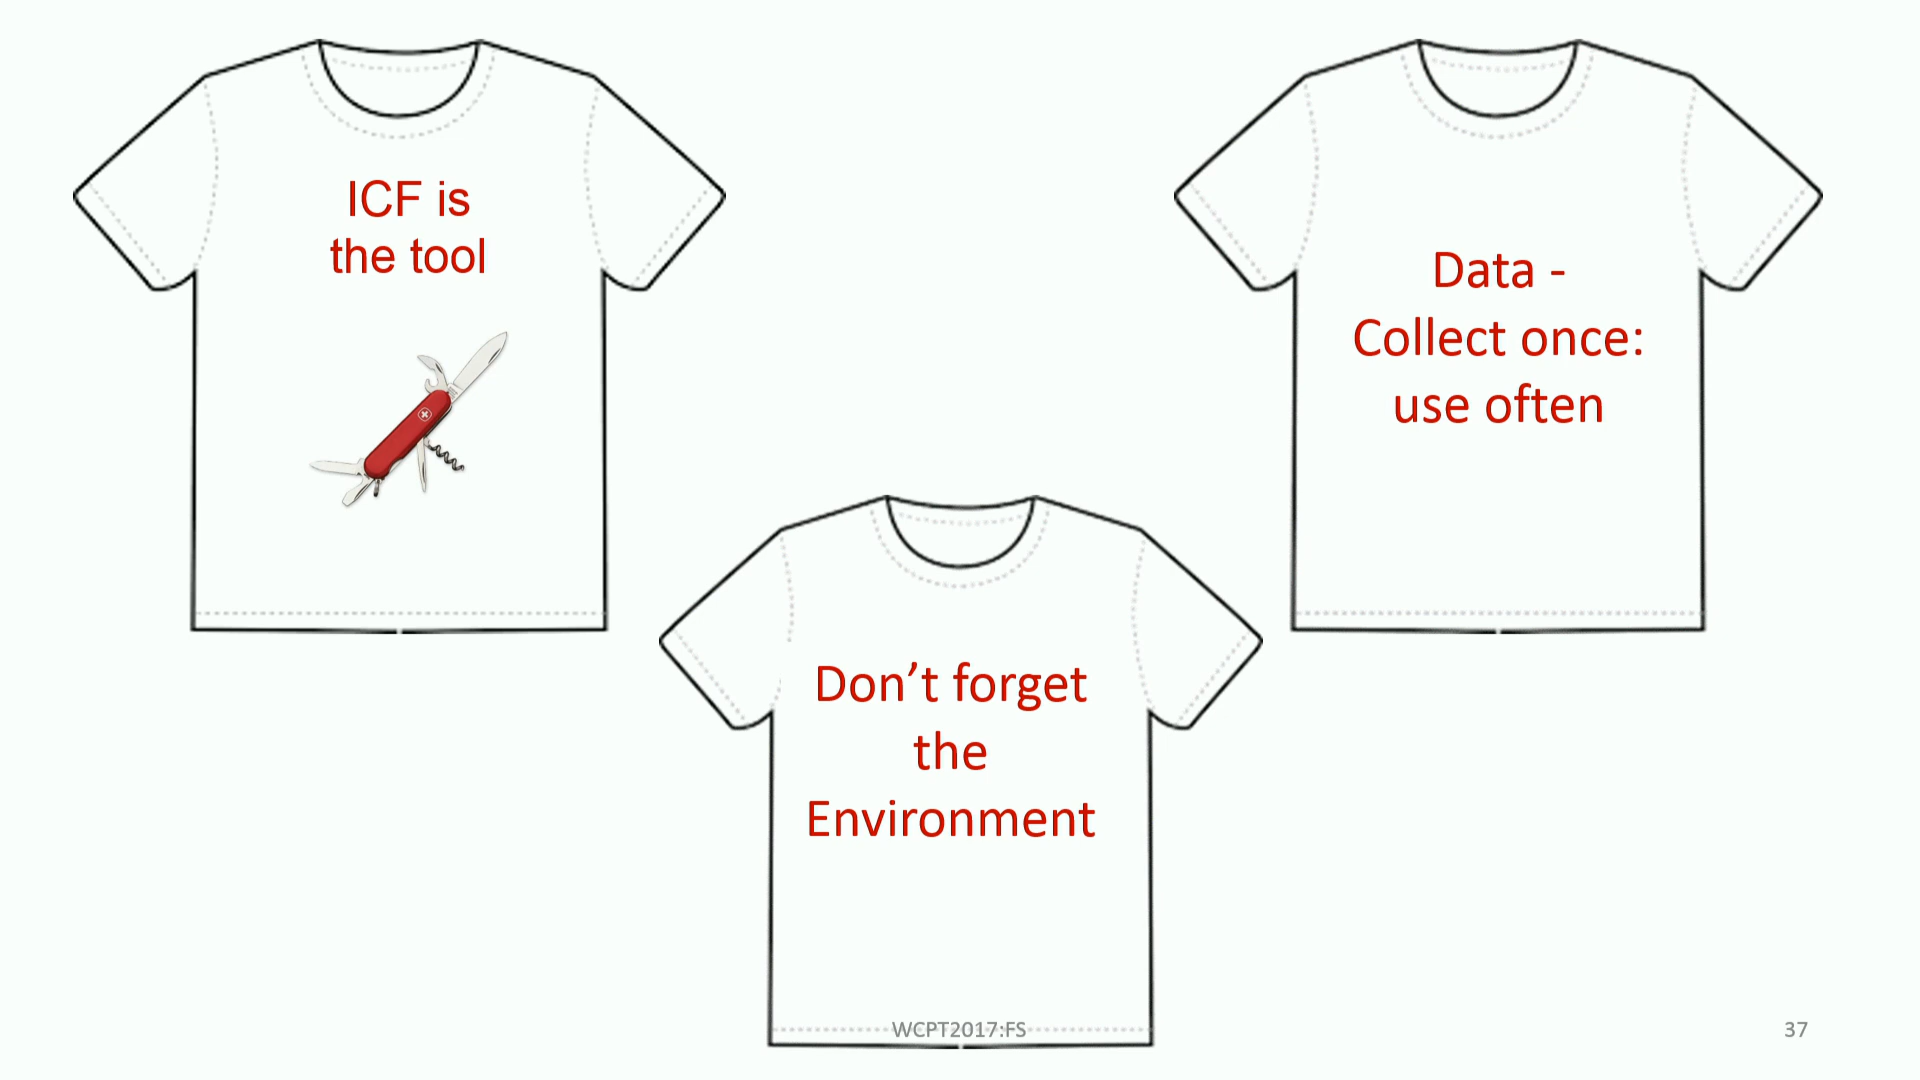 ICF is
the tool
Data -
Collect once:
use often
Don’t forget
the
Environment
WCPT2017:FS
37